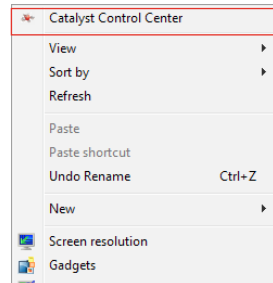 Catalyst Control Center
View
Sort by
Refresh
Paste
Paste shortcut
Undo Rename Ctrl+Z
New
Screen resolution
Gadgets